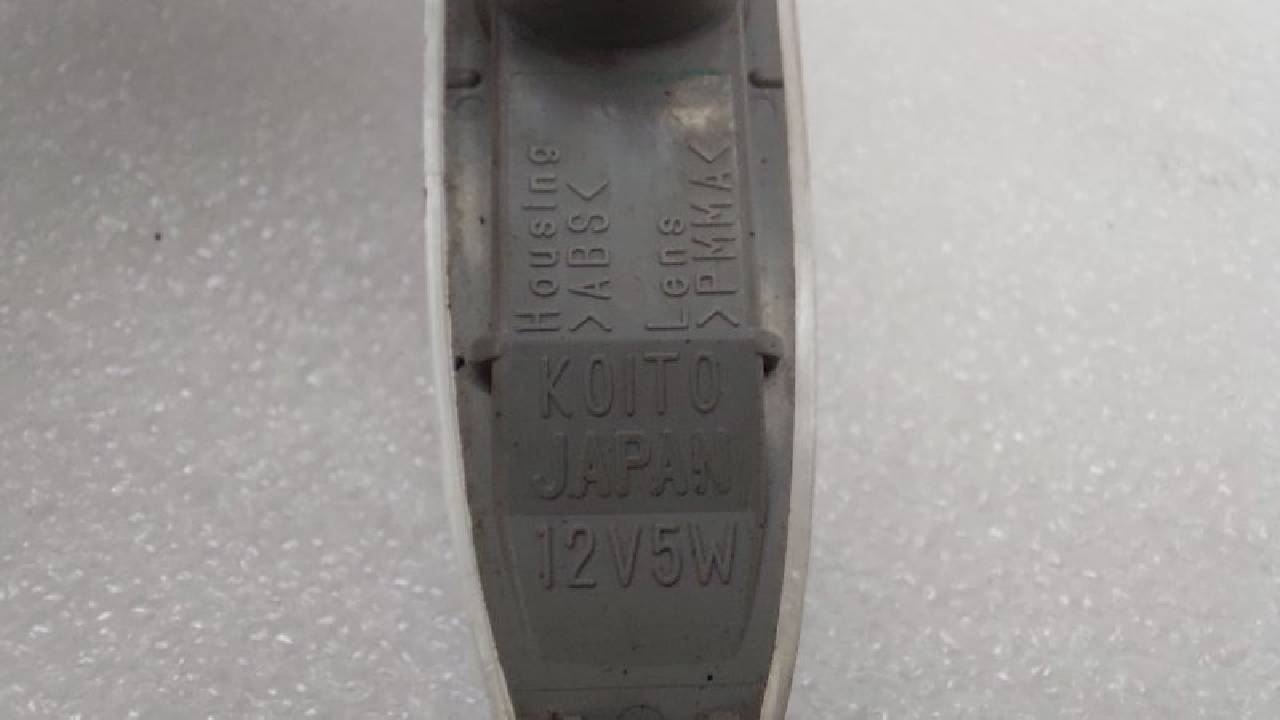 Housing
>ABS<
Lens
>PMMA<
KOITO
JAPAN
12V5W